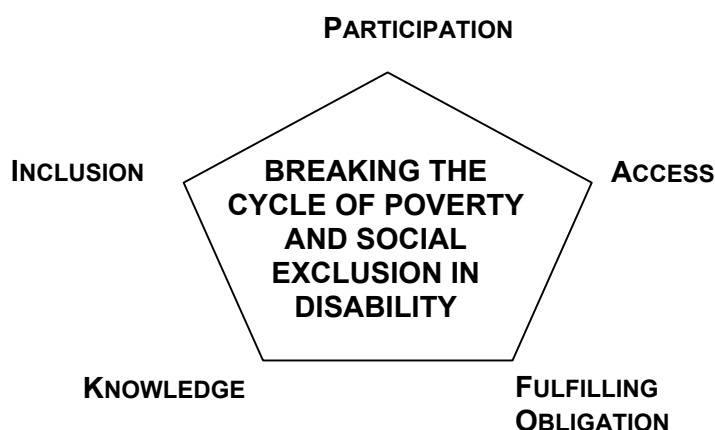 PARTICIPATION
INCLUSION
ACCESS
BREAKING THE
CYCLE OF POVERTY
AND SOCIAL
EXCLUSION IN
DISABILITY
KNOWLEDGE
FULFILLING
OBLIGATION